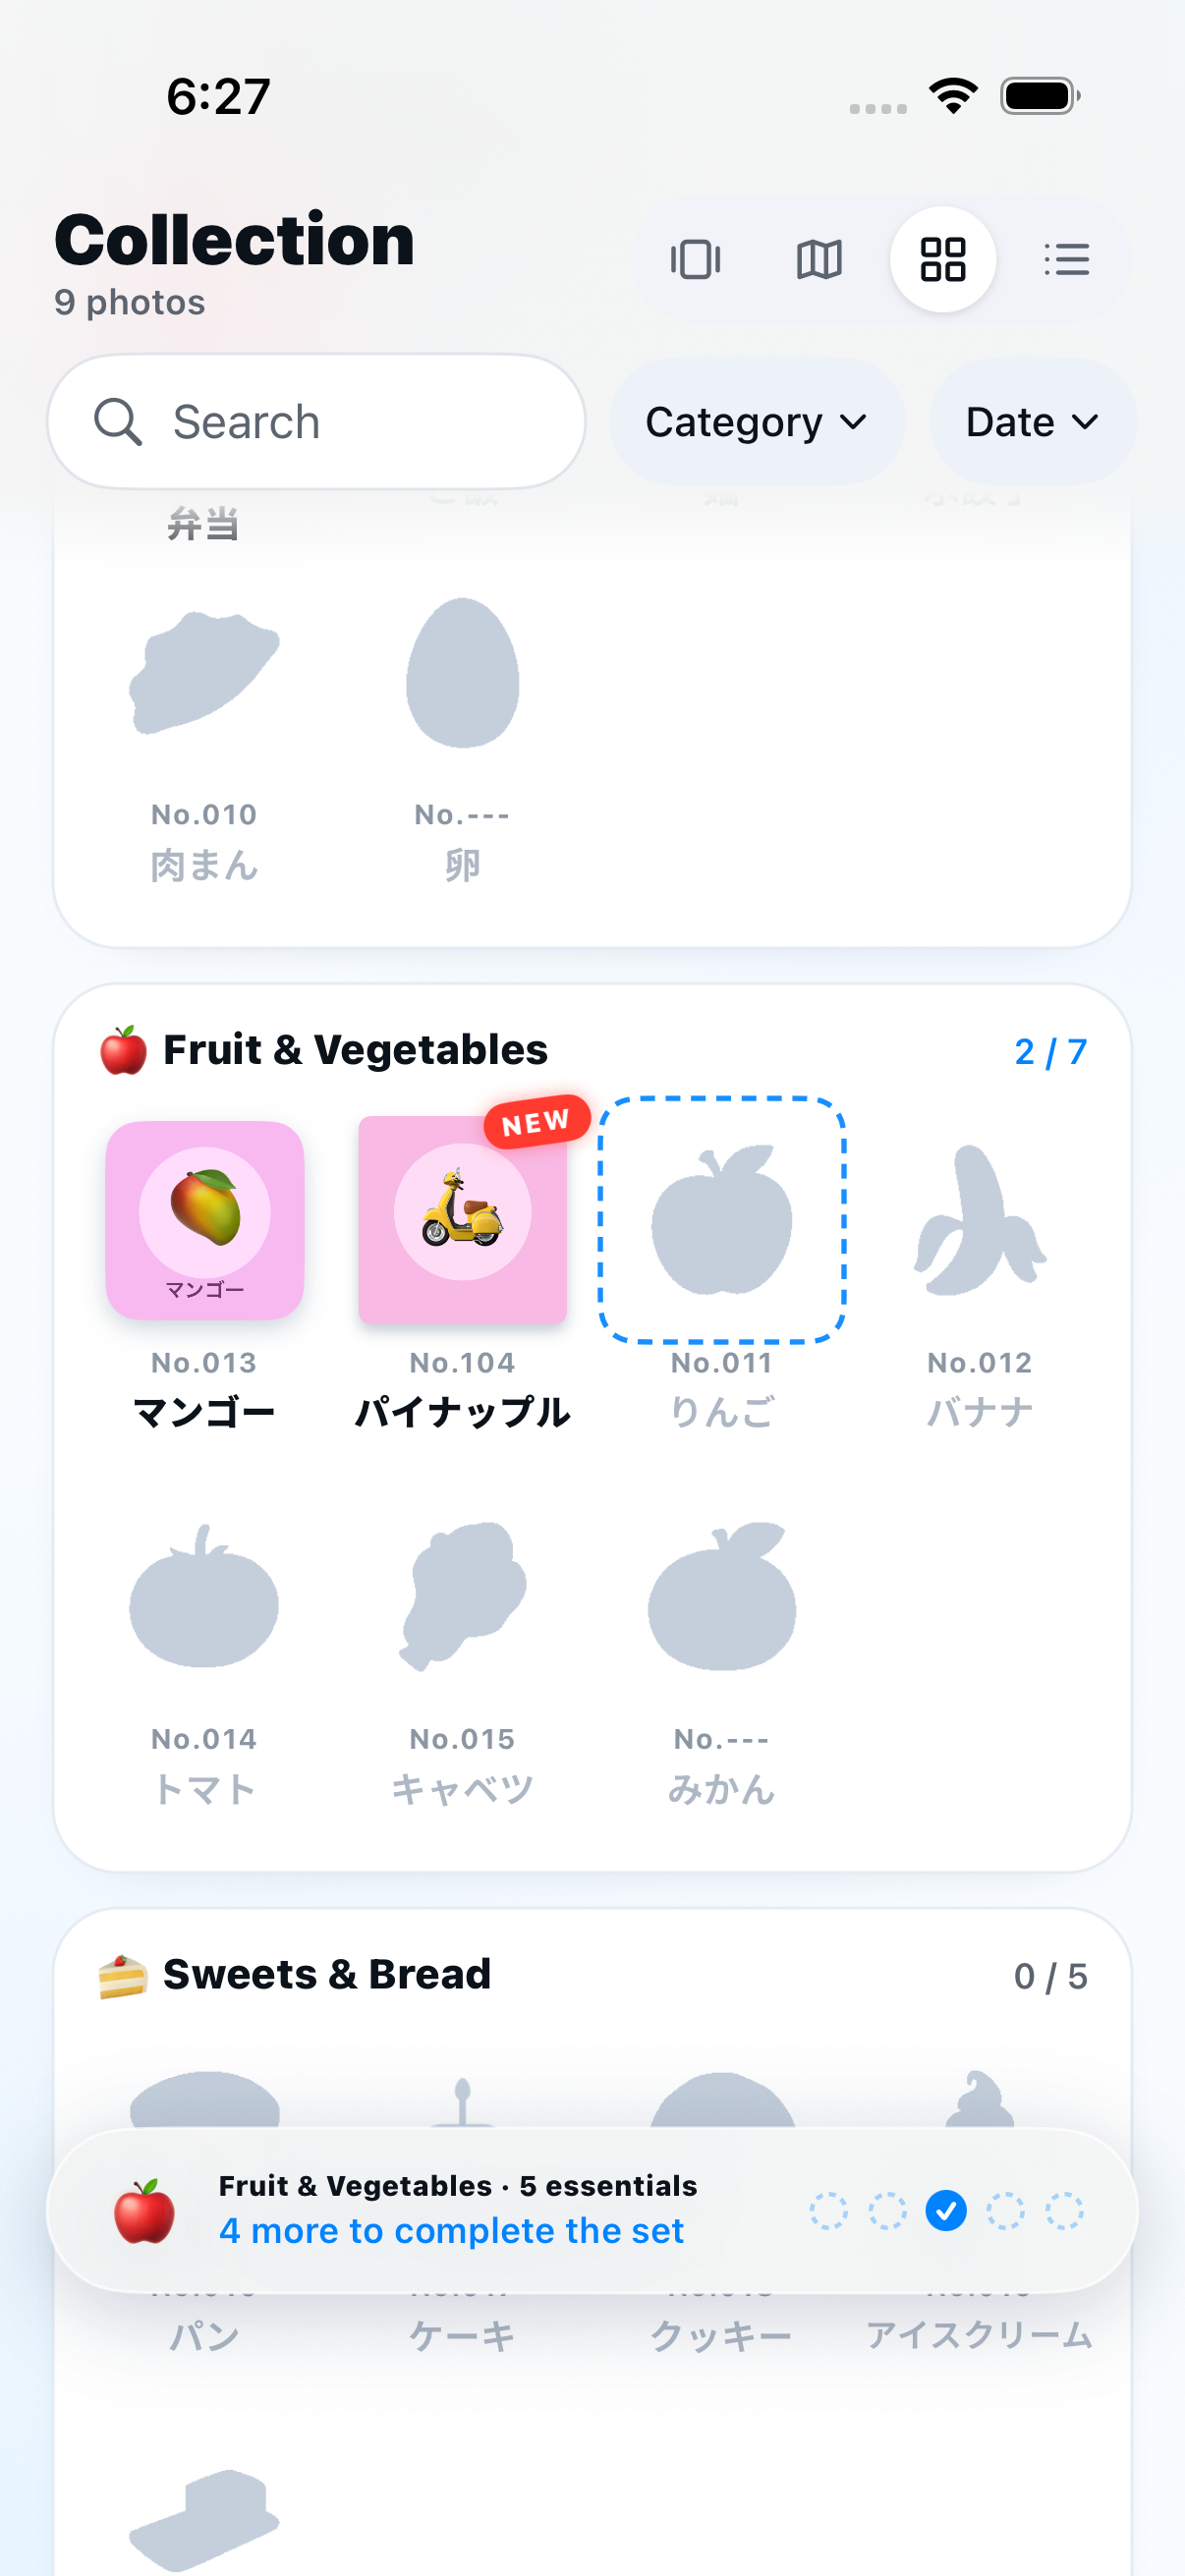 6:27
Collection
9 photos
Search
Category
Date
弁当
No.010
肉まん
No.---
卵
Fruit & Vegetables
2 / 7
NEW
マンゴー
No.013
マンゴー
No.104
パイナップル
No.011
りんご
No.012
バナナ
No.014
トマト
No.015
キャベツ
No.---
みかん
Sweets & Bread
0 / 5
Fruit & Vegetables · 5 essentials
4 more to complete the set
パン
ケーキ
クッキー
アイスクリーム